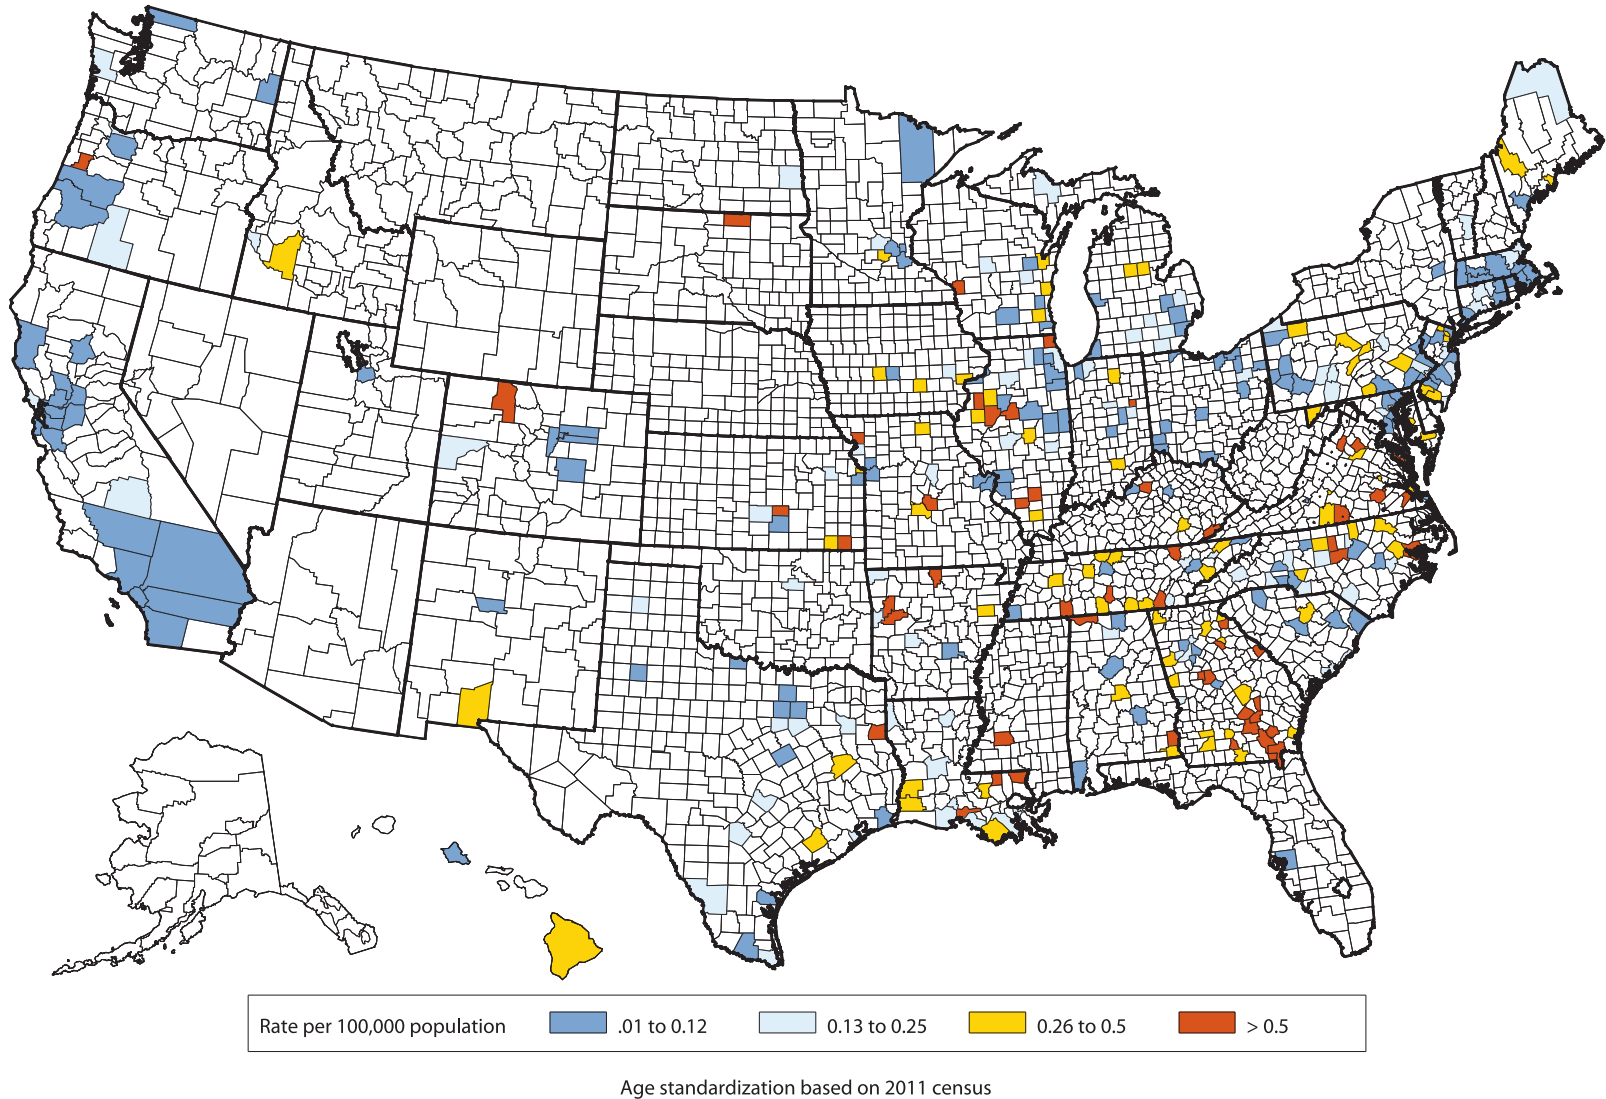 Rate per 100,000 population .01 to 0.12 0.13 to 0.25 0.26 to 0.5 > 0.5
Age standardization based on 2011 census